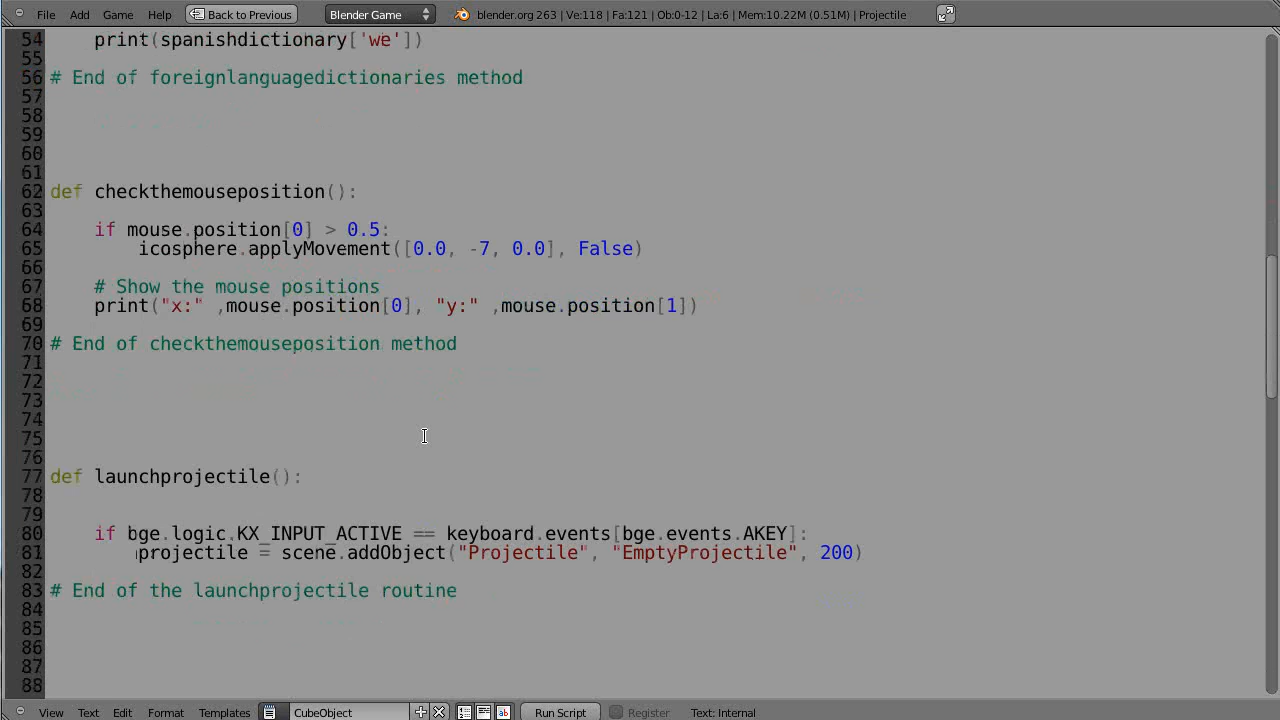 File Add Game Help Back to Previous Blender Game blender.org 263 | Ve:118 | Fa:121 | Ob:0-12 | La:6 | Mem:10.22M (0.51M) | Projectile
54     print(spanishdictionary['we'])
55
56 # End of foreignlanguagedictionaries method
57
58
59
60
61
62 def checkthemouseposition():
63
64     if mouse.position[0] > 0.5:
65         icosphere.applyMovement([0.0, -7, 0.0], False)
66
67     # Show the mouse positions
68     print("x:" ,mouse.position[0], "y:" ,mouse.position[1])
69
70 # End of checkthemouseposition method
71
72
73
74
75
76
77 def launchprojectile():
78
79
80     if bge.logic.KX_INPUT_ACTIVE == keyboard.events[bge.events.AKEY]:
81         projectile = scene.addObject("Projectile", "EmptyProjectile", 200)
82
83 # End of the launchprojectile routine
84
85
86
87
88
View Text Edit Format Templates CubeObject Run Script Register Text: Internal